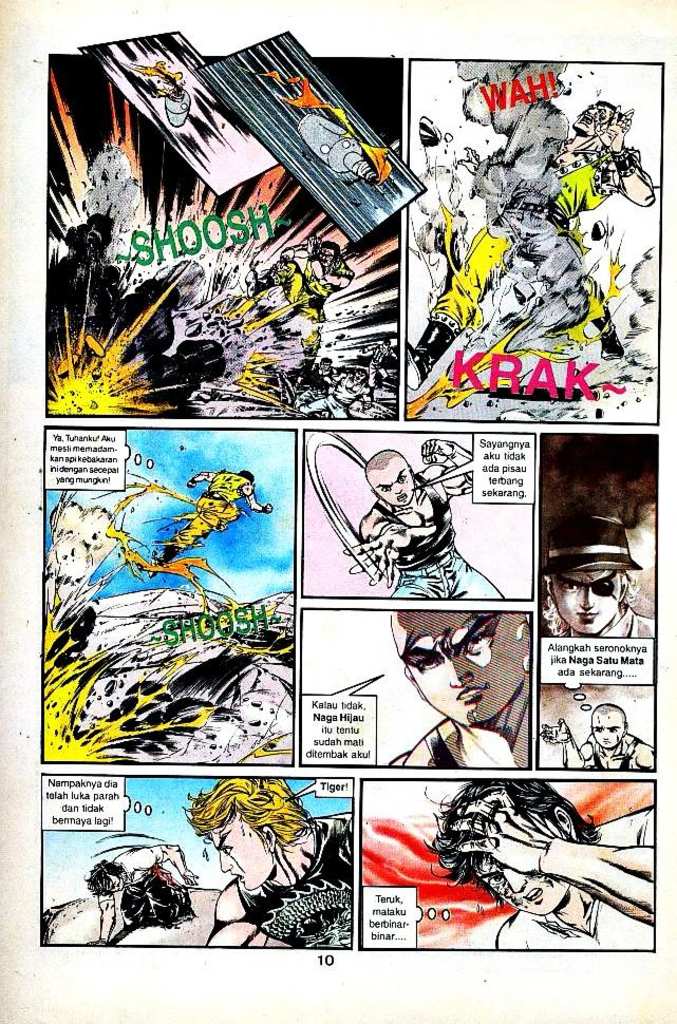 ~SHOOSH~
WAH!
KRAK~
Ya, Tuhanku! Aku
mesti memadam-
kan api kebakaran
ini dengan secepat
yang mungkin!
~SHOOSH~
Sayangnya
aku tidak
ada pisau
terbang
sekarang.
Kalau tidak,
Naga Hijau
itu tentu
sudah mati
ditembak aku!
Alangkah seronoknya
jika Naga Satu Mata
ada sekarang.....
Nampaknya dia
telah luka parah
dan tidak
bermaya lagi!
Tiger!
Teruk,
mataku
berbinar-
binar....
10